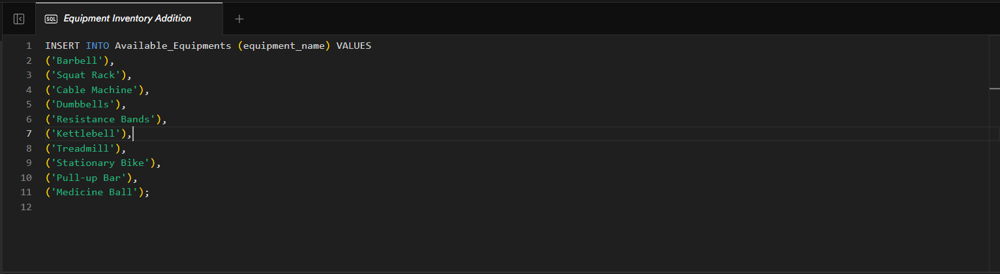 SQL Equipment Inventory Addition +
1 INSERT INTO Available_Equipments (equipment_name) VALUES
2 ('Barbell'),
3 ('Squat Rack'),
4 ('Cable Machine'),
5 ('Dumbbells'),
6 ('Resistance Bands'),
7 ('Kettlebell'),
8 ('Treadmill'),
9 ('Stationary Bike'),
10 ('Pull-up Bar'),
11 ('Medicine Ball');
12